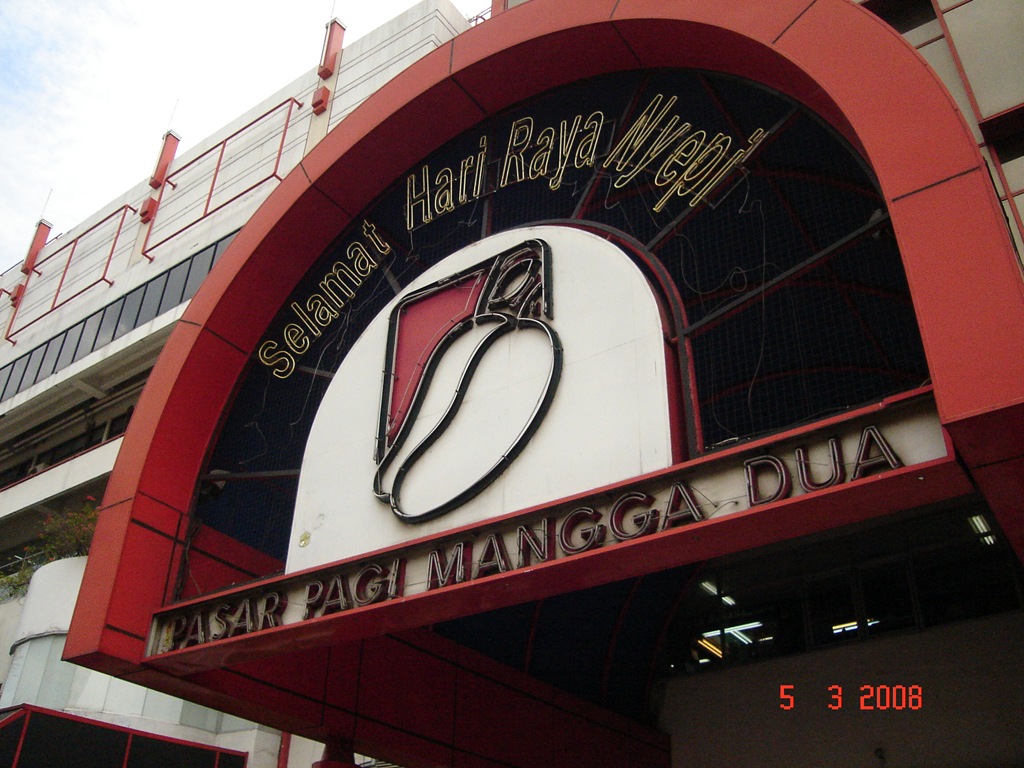 Selamat Hari Raya Nyepi
PASAR PAGI MANGGA DUA
5 3 2008